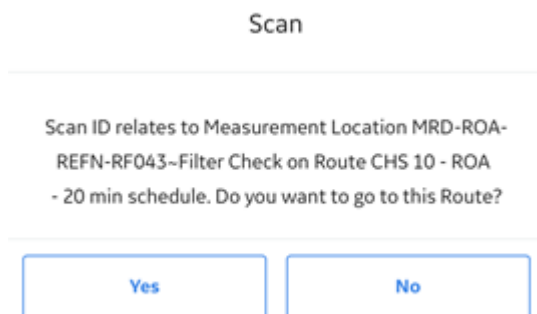 Scan
Scan ID relates to Measurement Location MRD-ROA-
REFN-RF043~Filter Check on Route CHS 10 - ROA
- 20 min schedule. Do you want to go to this Route?
Yes
No